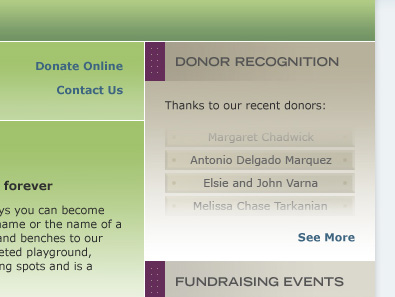 Donate Online
Contact Us
DONOR RECOGNITION
Thanks to our recent donors:
Margaret Chadwick
Antonio Delgado Marquez
Elsie and John Varna
Melissa Chase Tarkanian
See More
FUNDRAISING EVENTS
forever
ys you can become
name or the name of a
and benches to our
eted playground,
ng spots and is a